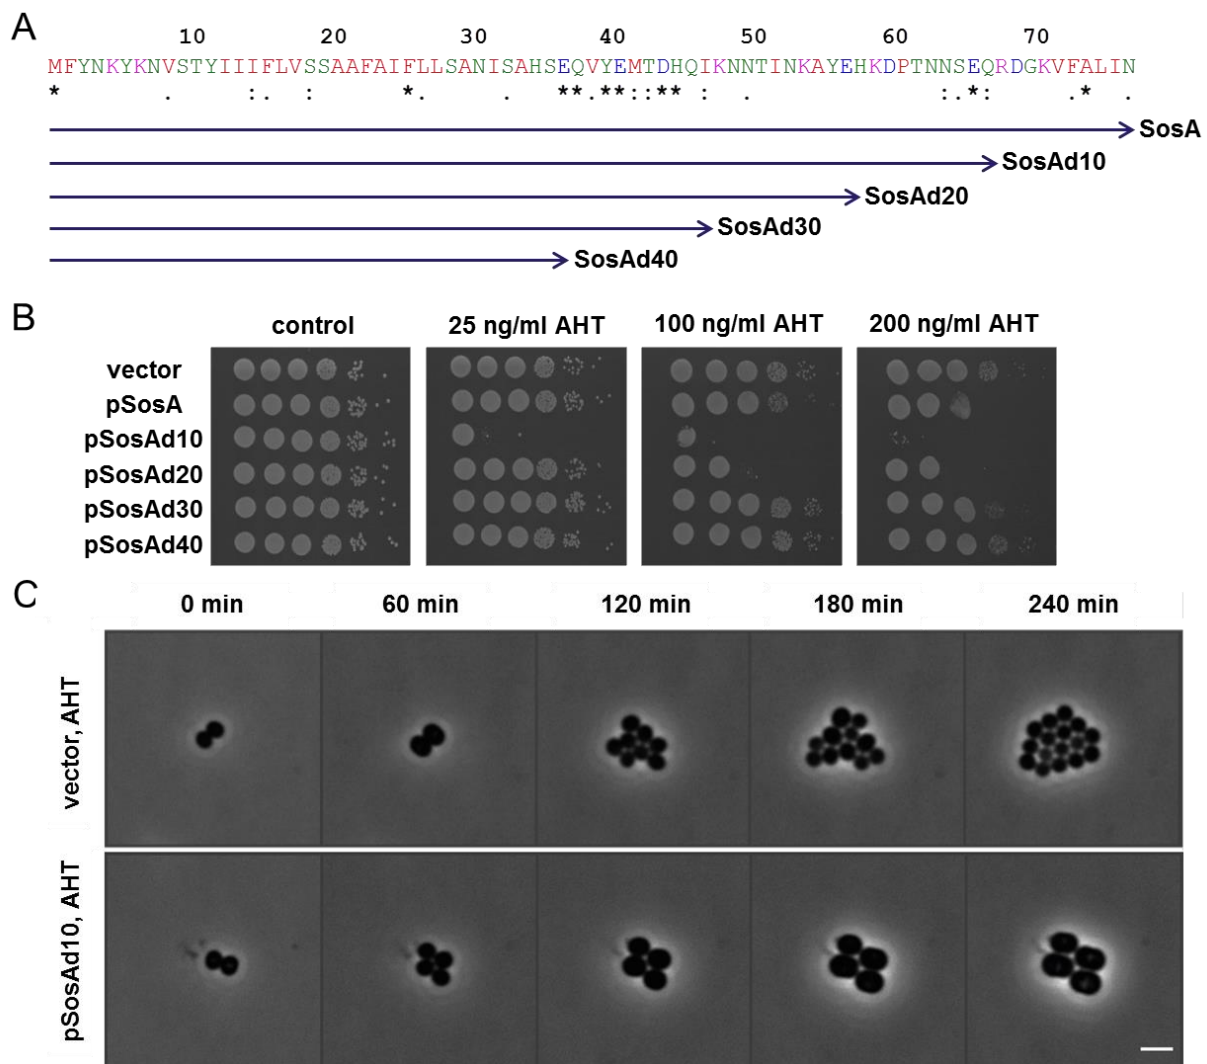 A
10 20 30 40 50 60 70
MFYNKYKNVSTYIIIFLVSSAAFAIFLLSANISAHSEQVYEMTDHQIKNNTINKAYEHKDPTNNSEQRDGKVFALIN
* . :. : *. . **.**::** : . :.*: .* .
SosA
SosAd10
SosAd20
SosAd30
SosAd40
B
control 25 ng/ml AHT 100 ng/ml AHT 200 ng/ml AHT
vector
pSosA
pSosAd10
pSosAd20
pSosAd30
pSosAd40
C
0 min 60 min 120 min 180 min 240 min
vector, AHT
pSosAd10, AHT